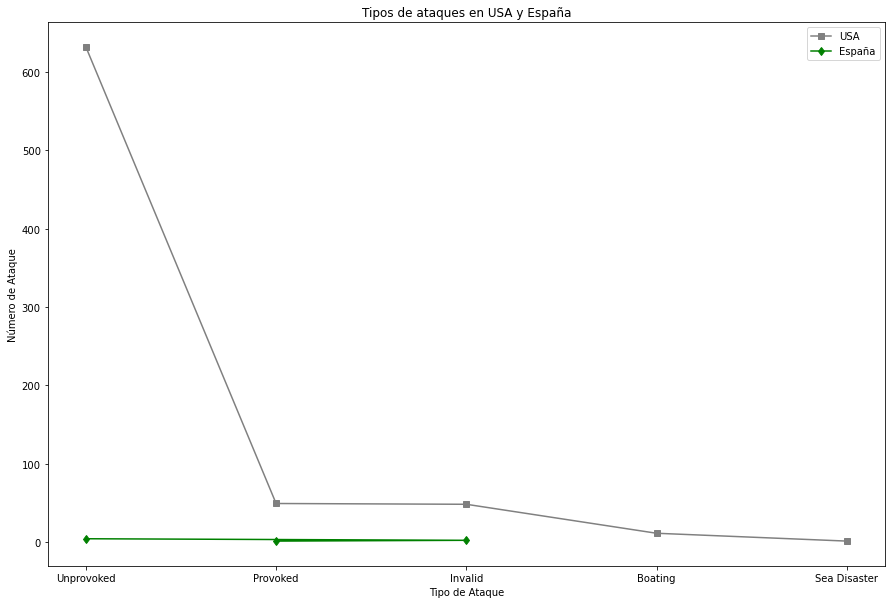 Tipos de ataques en USA y España
USA
España
Número de Ataque
600
500
400
300
200
100
0
Unprovoked
Provoked
Invalid
Boating
Sea Disaster
Tipo de Ataque